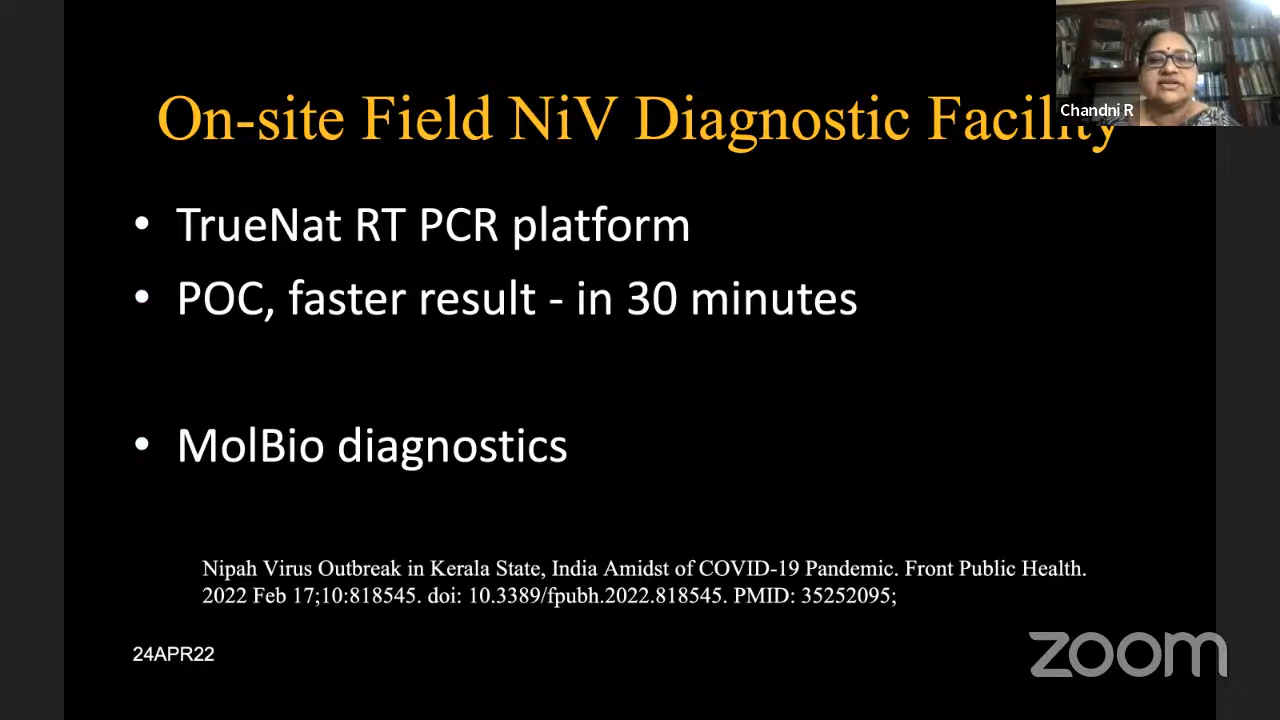 On-site Field NiV Diagnostic Facility
Chandni R
• TrueNat RT PCR platform
• POC, faster result - in 30 minutes
• MolBio diagnostics
Nipah Virus Outbreak in Kerala State, India Amidst of COVID-19 Pandemic. Front Public Health.
2022 Feb 17;10:818545. doi: 10.3389/fpubh.2022.818545. PMID: 35252095;
24APR22
zoom